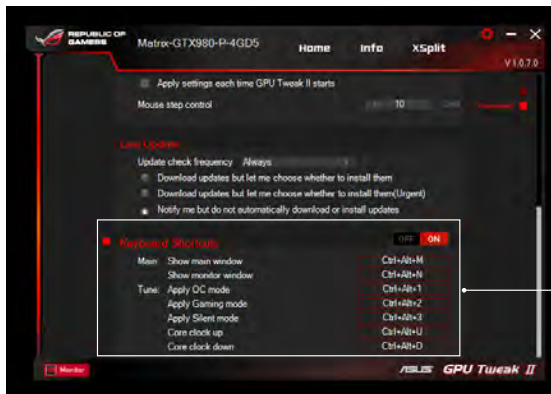 REPUBLIC OF
GAMERS
Matrix-GTX980-P-4GD5
Home Info XSplit
V1.0.7.0
Apply settings each time GPU Tweak II starts
Mouse step control 10
Live Update
Update check frequency Always
Download updates but let me choose whether to install them
Download updates but let me choose whether to install them(Urgent)
Notify me but do not automatically download or install updates
Keyboard Shortcuts OFF ON
Main: Show main window Ctrl+Alt+M
Show monitor window Ctrl+Alt+N
Tune: Apply OC mode Ctrl+Alt+1
Apply Gaming mode Ctrl+Alt+2
Apply Silent mode Ctrl+Alt+3
Core clock up Ctrl+Alt+U
Core clock down Ctrl+Alt+D
Monitor
ASUS GPU Tweak II